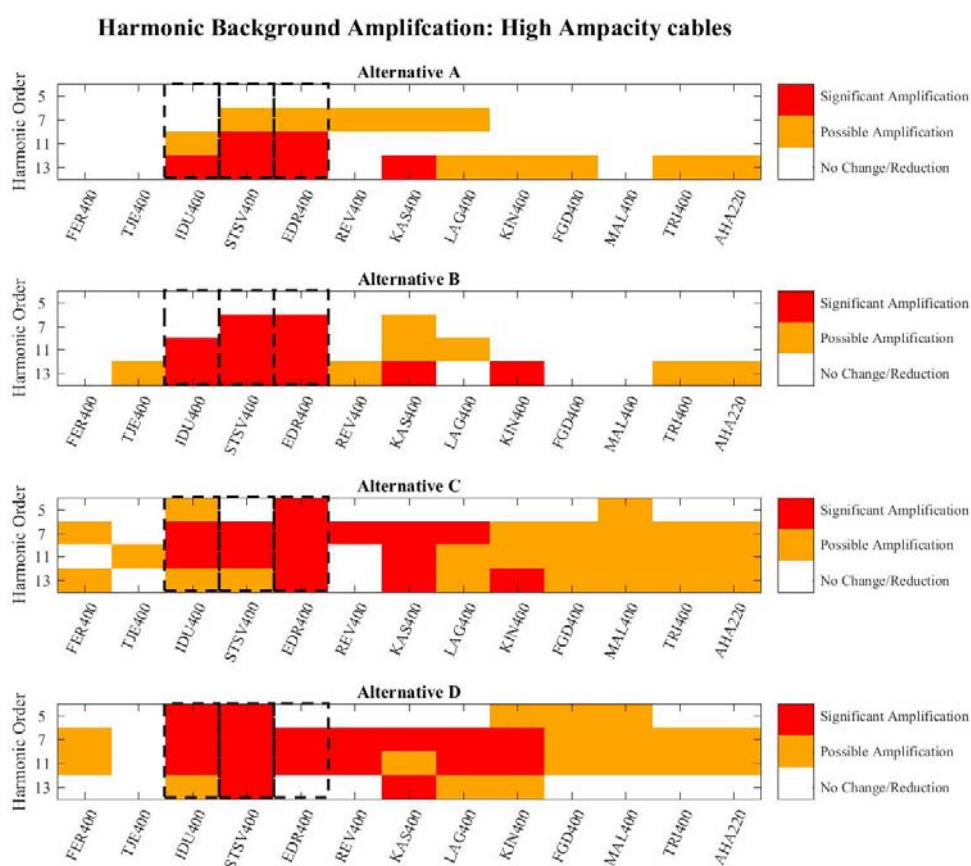 Harmonic Background Amplifcation: High Ampacity cables
Alternative A
Harmonic Order
5
7
11
13
FER400
TJE400
IDU400
STSV400
EDR400
REV400
KAS400
LAG400
KIN400
FGD400
MAL400
TRI400
AHA220
Significant Amplification
Possible Amplification
No Change/Reduction
Alternative B
Harmonic Order
5
7
11
13
FER400
TJE400
IDU400
STSV400
EDR400
REV400
KAS400
LAG400
KIN400
FGD400
MAL400
TRI400
AHA220
Significant Amplification
Possible Amplification
No Change/Reduction
Alternative C
Harmonic Order
5
7
11
13
FER400
TJE400
IDU400
STSV400
EDR400
REV400
KAS400
LAG400
KIN400
FGD400
MAL400
TRI400
AHA220
Significant Amplification
Possible Amplification
No Change/Reduction
Alternative D
Harmonic Order
5
7
11
13
FER400
TJE400
IDU400
STSV400
EDR400
REV400
KAS400
LAG400
KIN400
FGD400
MAL400
TRI400
AHA220
Significant Amplification
Possible Amplification
No Change/Reduction